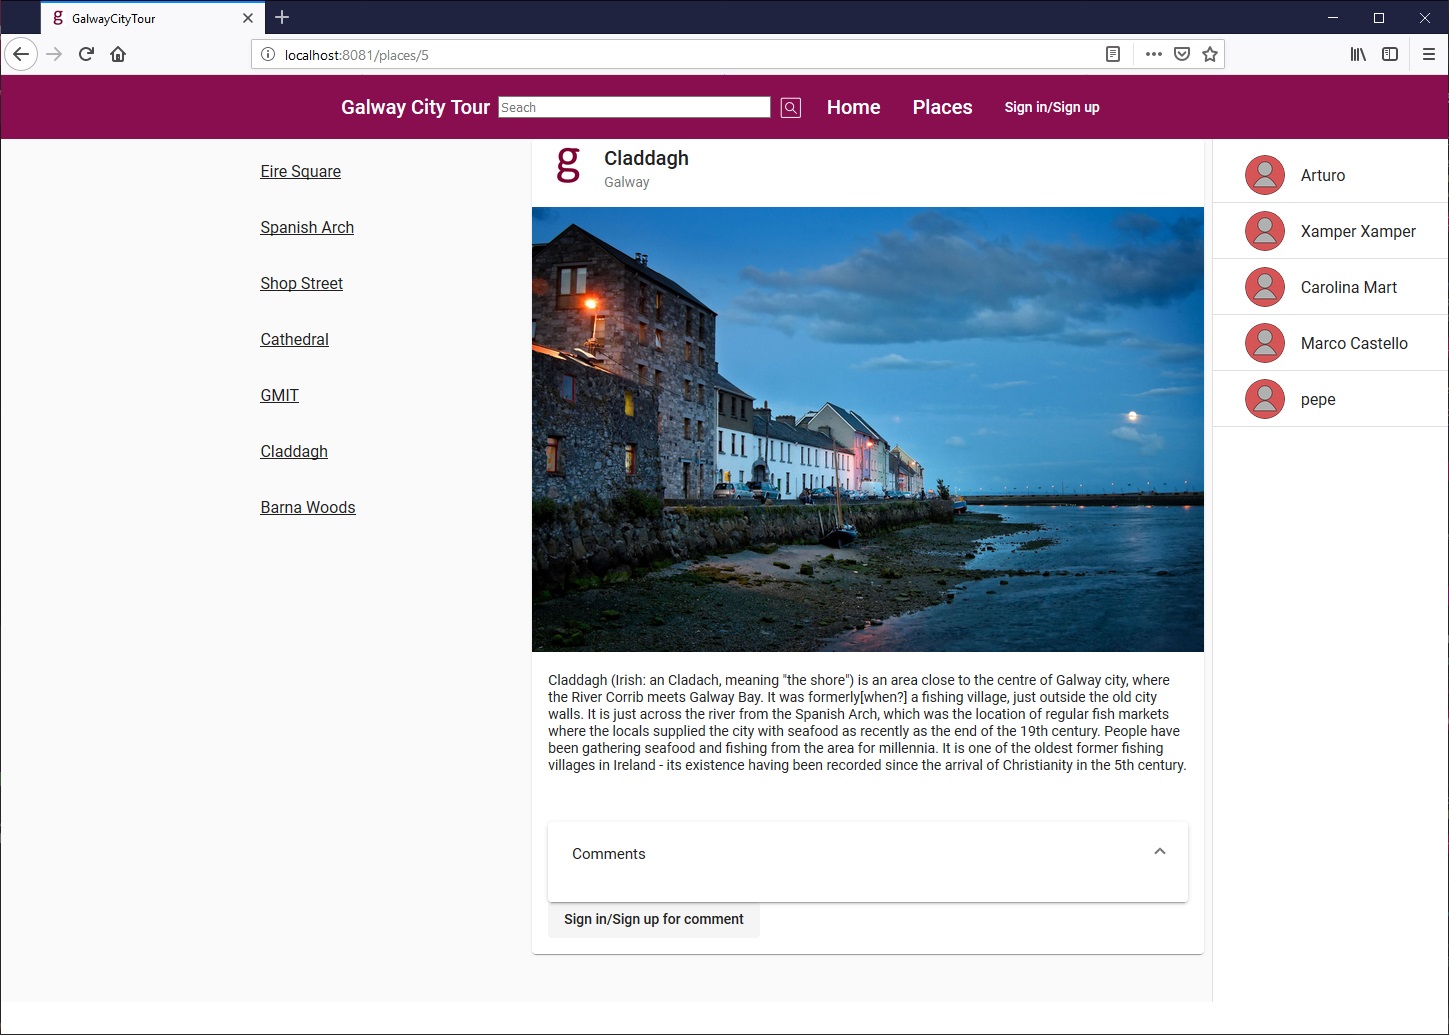 g GalwayCityTour
localhost:8081/places/5
Galway City Tour Seach Home Places Sign in/Sign up
Eire Square
Spanish Arch
Shop Street
Cathedral
GMIT
Claddagh
Barna Woods
g Claddagh
Galway
Claddagh (Irish: an Cladach, meaning "the shore") is an area close to the centre of Galway city, where
the River Corrib meets Galway Bay. It was formerly[when?] a fishing village, just outside the old city
walls. It is just across the river from the Spanish Arch, which was the location of regular fish markets
where the locals supplied the city with seafood as recently as the end of the 19th century. People have
been gathering seafood and fishing from the area for millennia. It is one of the oldest former fishing
villages in Ireland - its existence having been recorded since the arrival of Christianity in the 5th century.
Comments
Sign in/Sign up for comment
Arturo
Xamper Xamper
Carolina Mart
Marco Castello
pepe